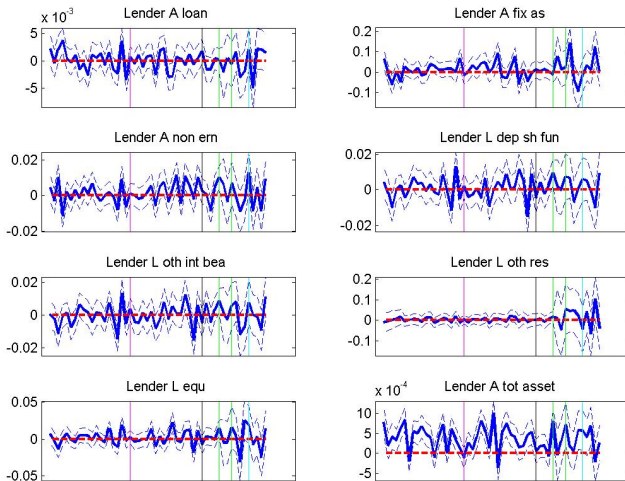 Lender A loan
x 10⁻³
5
0
-5
Lender A fix as
0.2
0.1
0
-0.1
Lender A non ern
0.02
0
-0.02
Lender L dep sh fun
0.02
0
-0.02
Lender L oth int bea
0.02
0
-0.02
Lender L oth res
0.2
0.1
0
-0.1
Lender L equ
0.05
0
-0.05
Lender A tot asset
x 10⁻⁴
10
5
0
-5